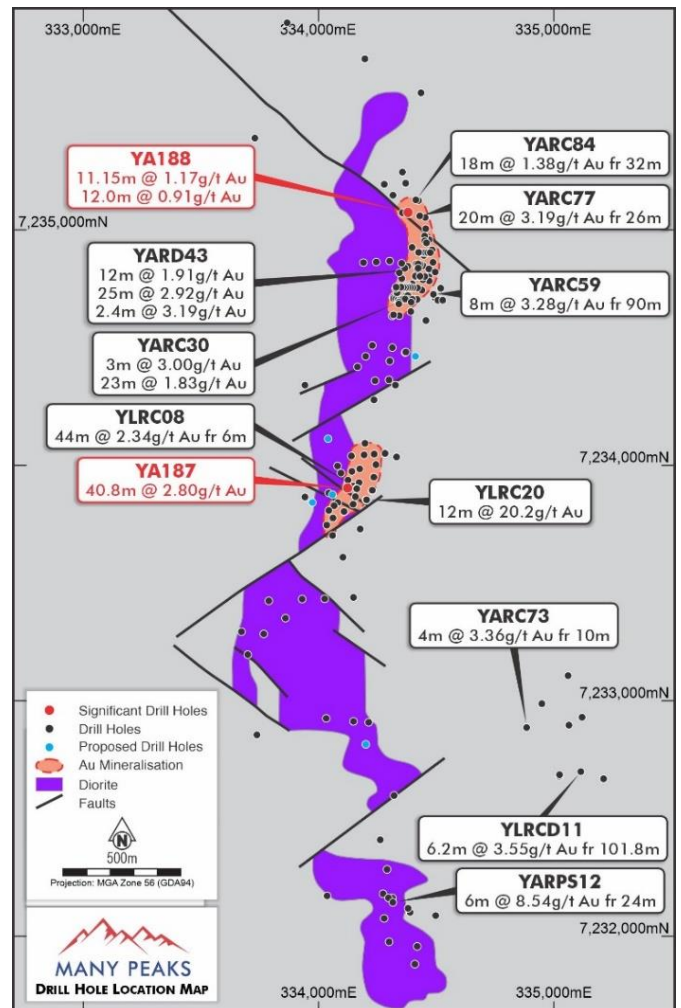 333,000mE
334,000mE
335,000mE
YA188
11.15m @ 1.17g/t Au
12.0m @ 0.91g/t Au
YARC84
18m @ 1.38g/t Au fr 32m
YARC77
20m @ 3.19g/t Au fr 26m
7,235,000mN
YARD43
12m @ 1.91g/t Au
25m @ 2.92g/t Au
2.4m @ 3.19g/t Au
YARC59
8m @ 3.28g/t Au fr 90m
YARC30
3m @ 3.00g/t Au
23m @ 1.83g/t Au
YLRC08
44m @ 2.34g/t Au fr 6m
7,234,000mN
YA187
40.8m @ 2.80g/t Au
YLRC20
12m @ 20.2g/t Au
YARC73
4m @ 3.36g/t Au fr 10m
7,233,000mN
Significant Drill Holes
Drill Holes
Proposed Drill Holes
Au Mineralisation
Diorite
Faults
N
500m
Projection: MGA Zone 56 (GDA94)
YLRCD11
6.2m @ 3.55g/t Au fr 101.8m
YARPS12
6m @ 8.54g/t Au fr 24m
7,232,000mN
MANY PEAKS
DRILL HOLE LOCATION MAP
334,000mE
335,000mE